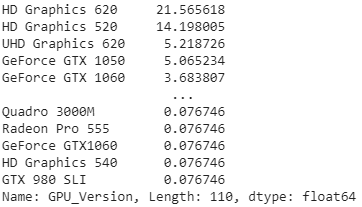 HD Graphics 620 21.565618
HD Graphics 520 14.198005
UHD Graphics 620 5.218726
GeForce GTX 1050 5.065234
GeForce GTX 1060 3.683807
...
Quadro 3000M 0.076746
Radeon Pro 555 0.076746
GeForce GTX1060 0.076746
HD Graphics 540 0.076746
GTX 980 SLI 0.076746
Name: GPU_Version, Length: 110, dtype: float64